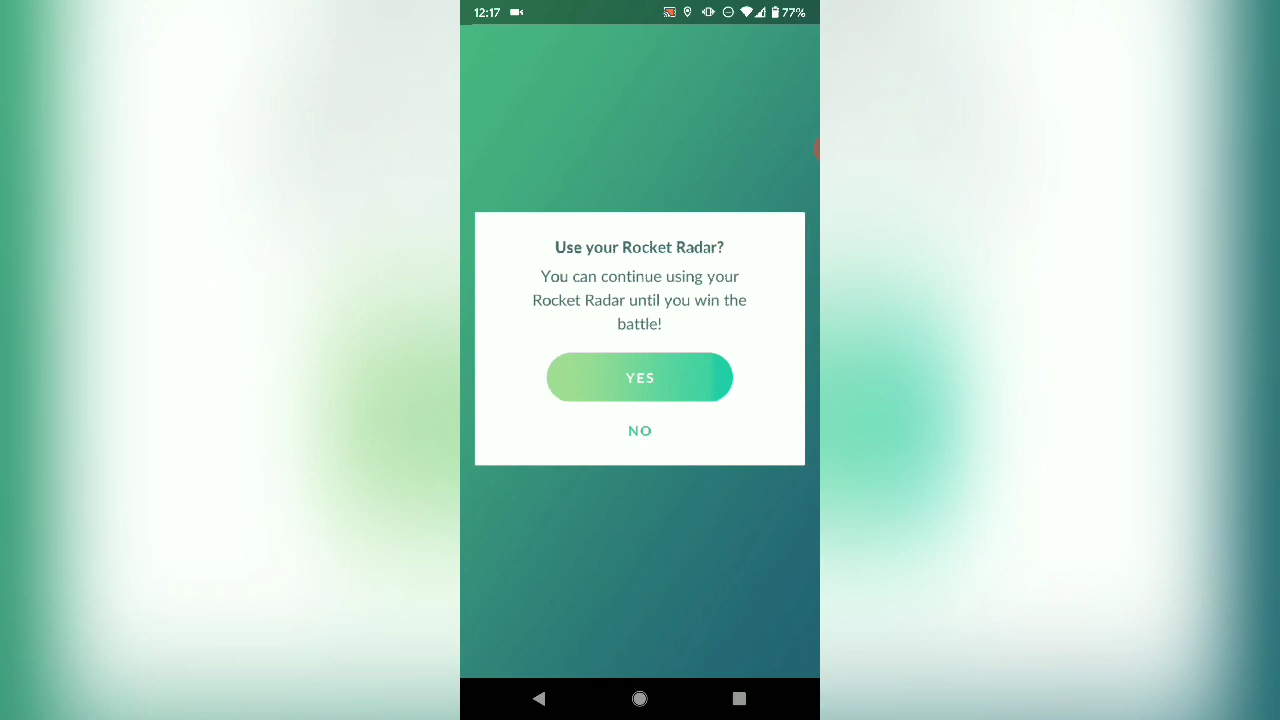 12:17 77%
Use your Rocket Radar?
You can continue using your
Rocket Radar until you win the
battle!
YES
NO